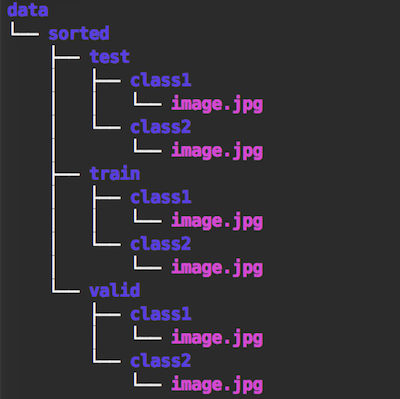 data
sorted
test
class1
image.jpg
class2
image.jpg
train
class1
image.jpg
class2
image.jpg
valid
class1
image.jpg
class2
image.jpg